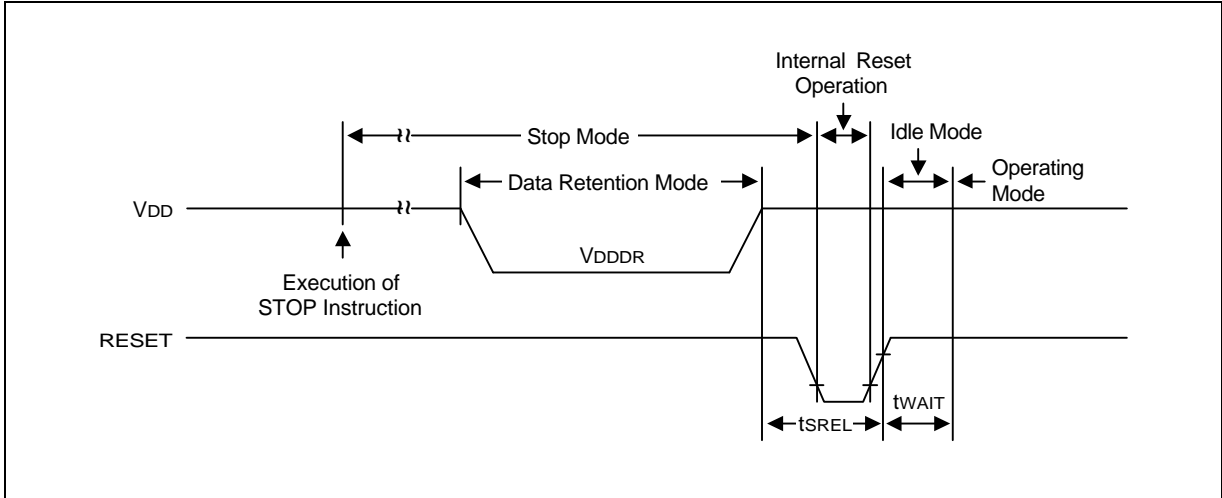 Internal Reset
Operation
Stop Mode
Idle Mode
Data Retention Mode
Operating
Mode
VDD
VDDDR
Execution of
STOP Instruction
RESET
tSREL
tWAIT